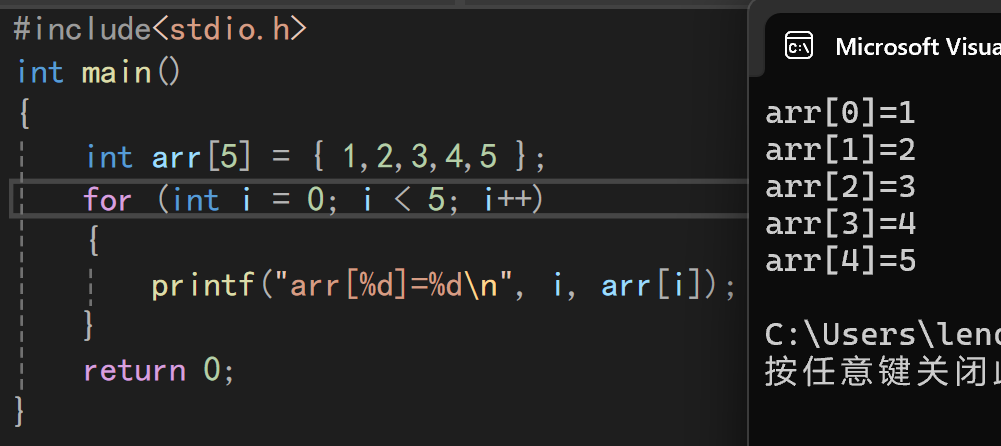 #include<stdio.h>
int main()
{
int arr[5] = { 1,2,3,4,5 };
for (int i = 0; i < 5; i++)
{
printf("arr[%d]=%d\n", i, arr[i]);
}
return 0;
}
Microsoft
arr[0]=1
arr[1]=2
arr[2]=3
arr[3]=4
arr[4]=5
C:\Users\
按任意键关闭